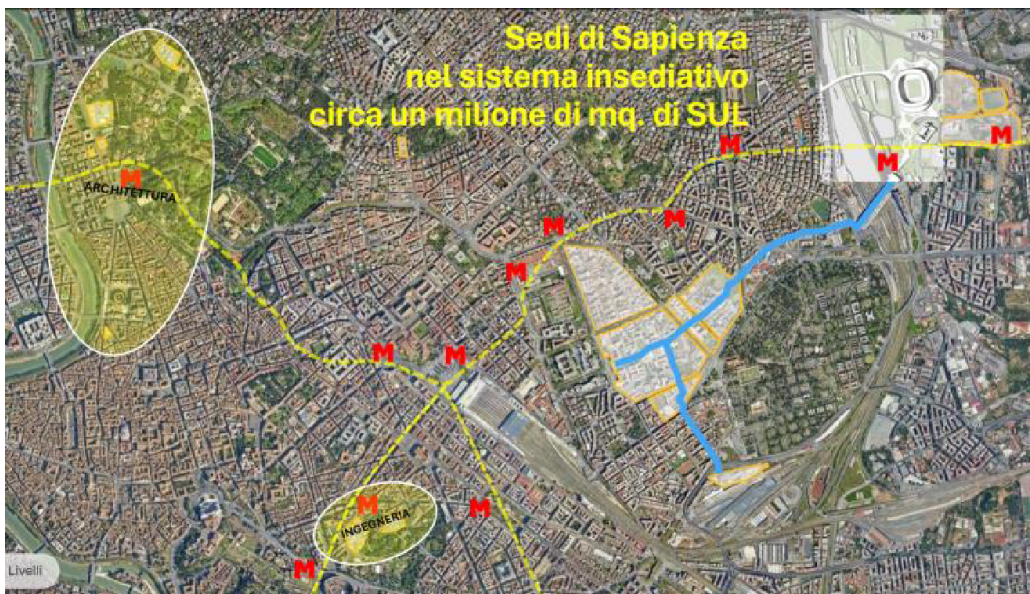 Sedi di Sapienza
nel sistema insediativo
circa un milione di mq. di SUL
M
M
M
M
ARCHITETTURA
M
M
M
M
M
M
INGEGNERIA
M
M
Livelli